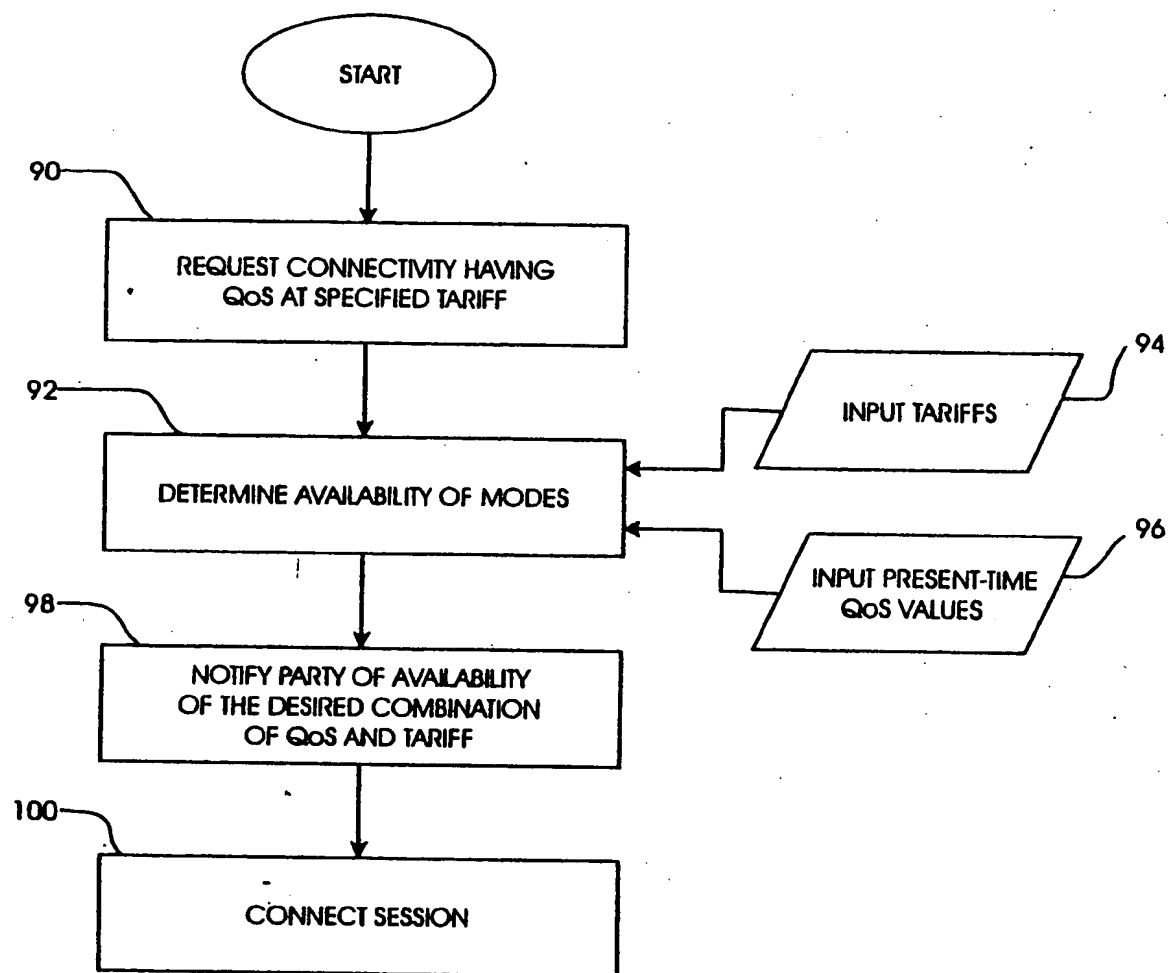 START
90
REQUEST CONNECTIVITY HAVING
QoS AT SPECIFIED TARIFF
94
92
INPUT TARIFFS
DETERMINE AVAILABILITY OF MODES
96
INPUT PRESENT-TIME
QoS VALUES
98
NOTIFY PARTY OF AVAILABILITY
OF THE DESIRED COMBINATION
OF QoS AND TARIFF
100
CONNECT SESSION